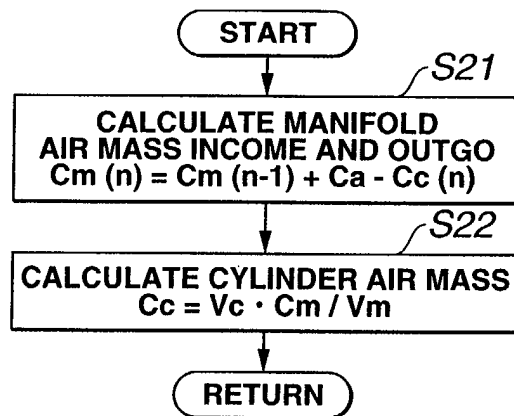 START
S21
CALCULATE MANIFOLD
AIR MASS INCOME AND OUTGO
Cm (n) = Cm (n-1) + Ca - Cc (n)
S22
CALCULATE CYLINDER AIR MASS
Cc = Vc · Cm / Vm
RETURN